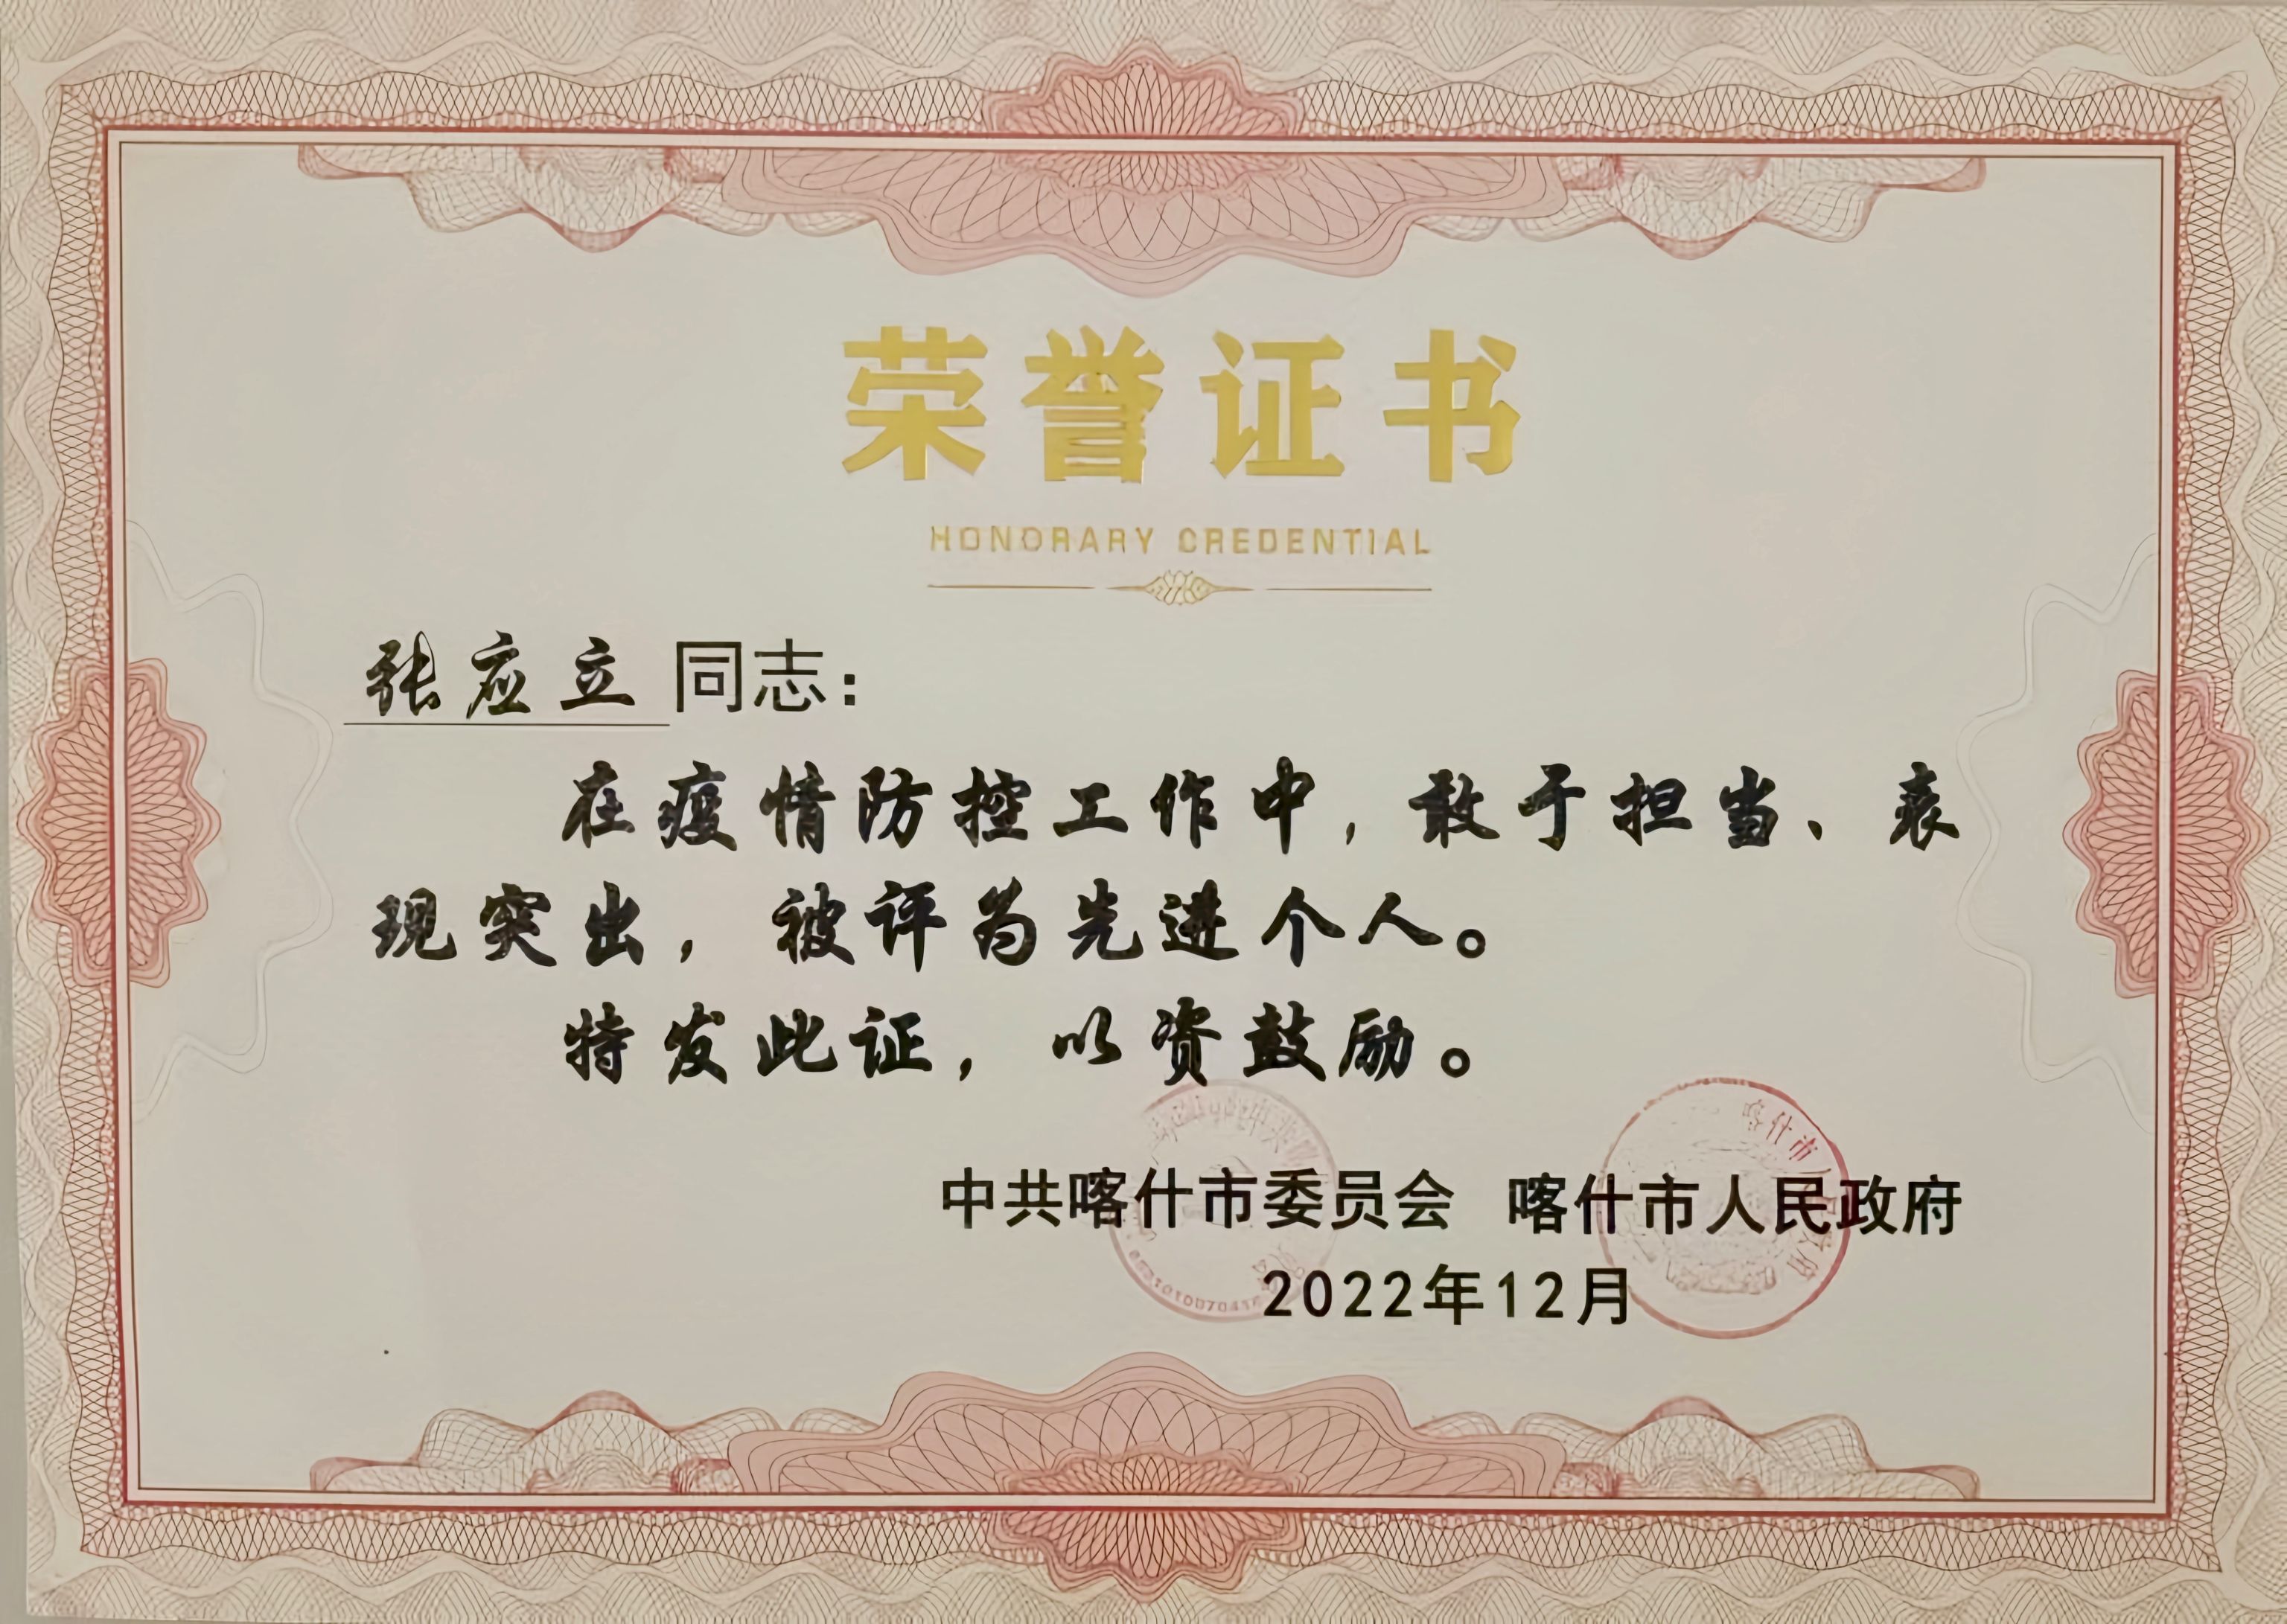 荣誉证书
HONORARY CREDENTIAL
张应立同志:
在疫情防控工作中,敢于担当、表
现突出,被评为先进个人。
特发此证,以资鼓励。
中共喀什市委员会 喀什市人民政府
2022年12月